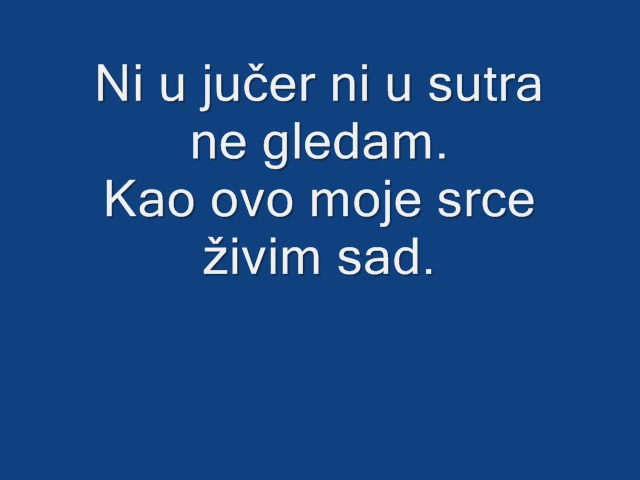 Ni u jučer ni u sutra
ne gledam.
Kao ovo moje srce
živim sad.